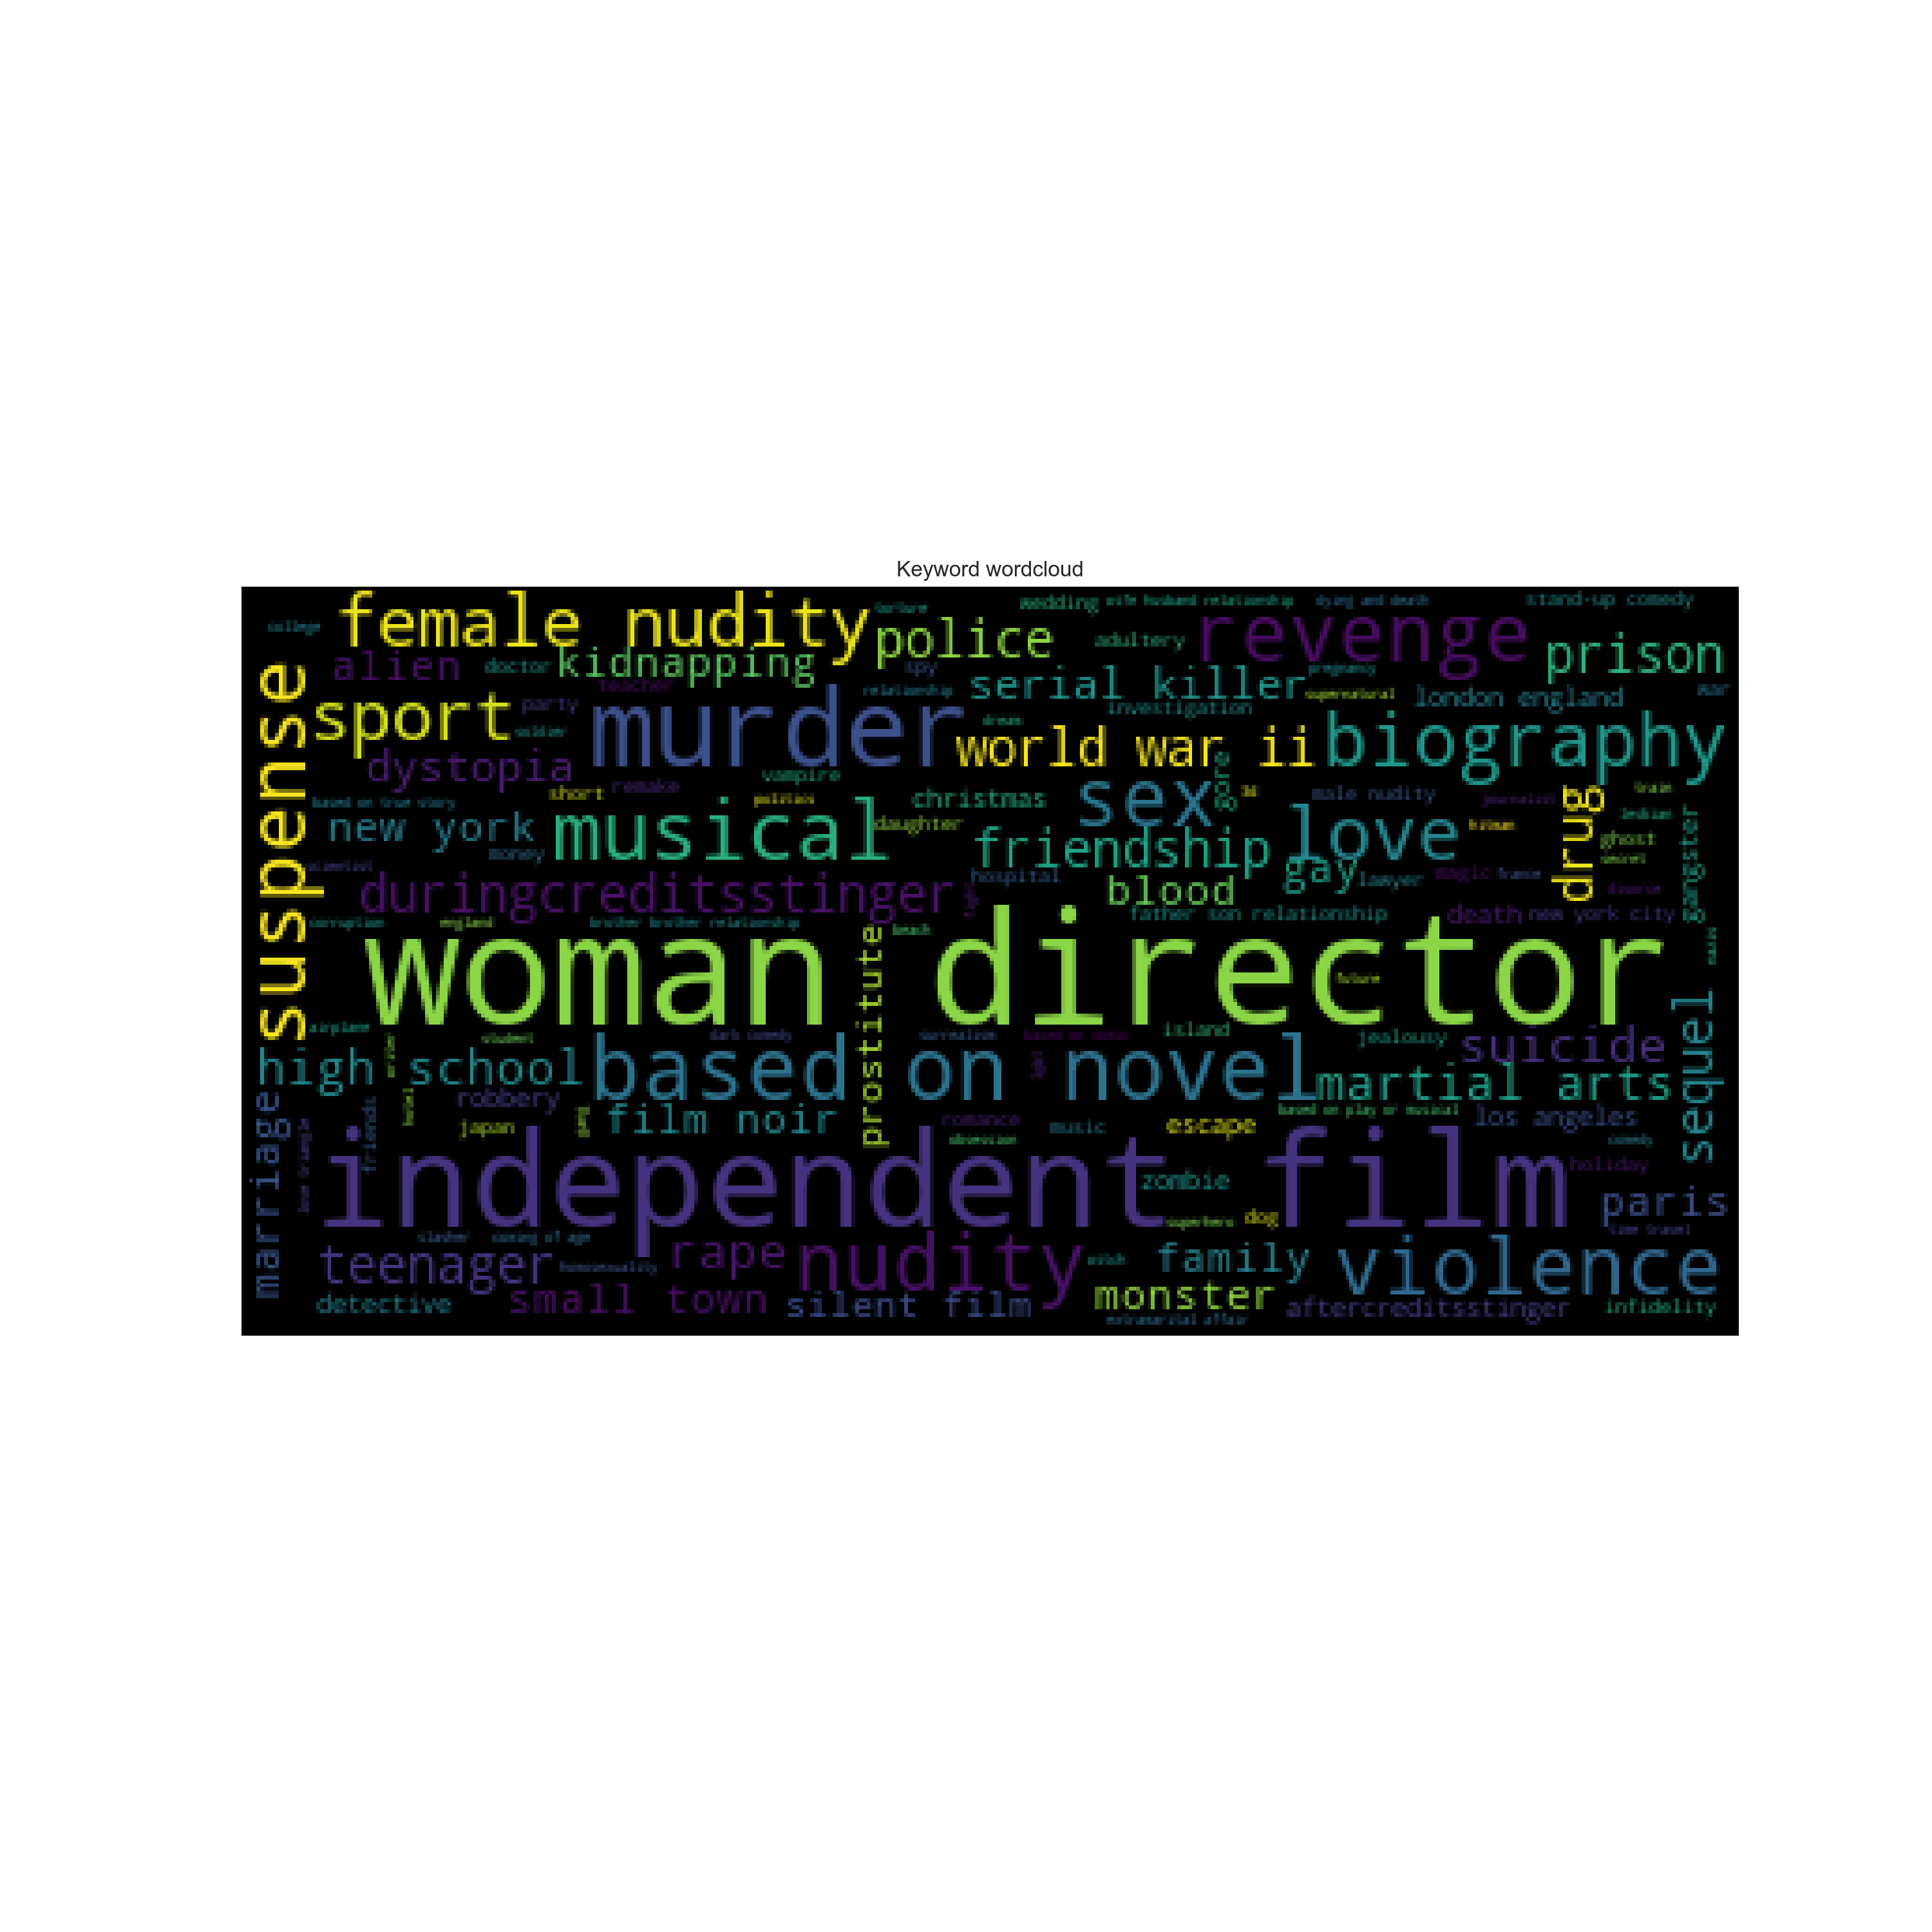 Keyword wordcloud
female nudity
college
torture
wedding
wife husband relationship
dying and death
stand-up comedy
police
adultery
revenge
prison
alien
doctor
kidnapping
spy
pregnancy
teacher
relationship
serial killer
supernatural
london england
war
suspense
sport
party
soldier
murder
dream
investigation
world war ii
biography
dystopia
vampire
gore
based on true story
short
remake
politics
christmas
sex
3d
male nudity
journalist
drug
train
lesbian
gangster
new york
money
musical
daughter
friendship
love
hitman
ghost
secret
scientist
hospital
gay
lawyer
magic
france
divorce
duringcreditsstinger
blood
corruption
england
brother brother relationship
beach
father son relationship
death
new york city
woman director
prostitute
future
airplane
student
dark comedy
surrealism
based on comic
island
jealousy
suicide
sequel
high school
based on novel
martial arts
marriage
friends
robbery
japan
film noir
romance
obsession
music
escape
based on play or musical
los angeles
comedy
love triangle
independent film
zombie
holiday
superhero
dog
paris
time travel
slasher
coming of age
teenager
homosexuality
rape
nudity
family
violence
detective
small town
silent film
monster
extramarital affair
aftercreditsstinger
infidelity